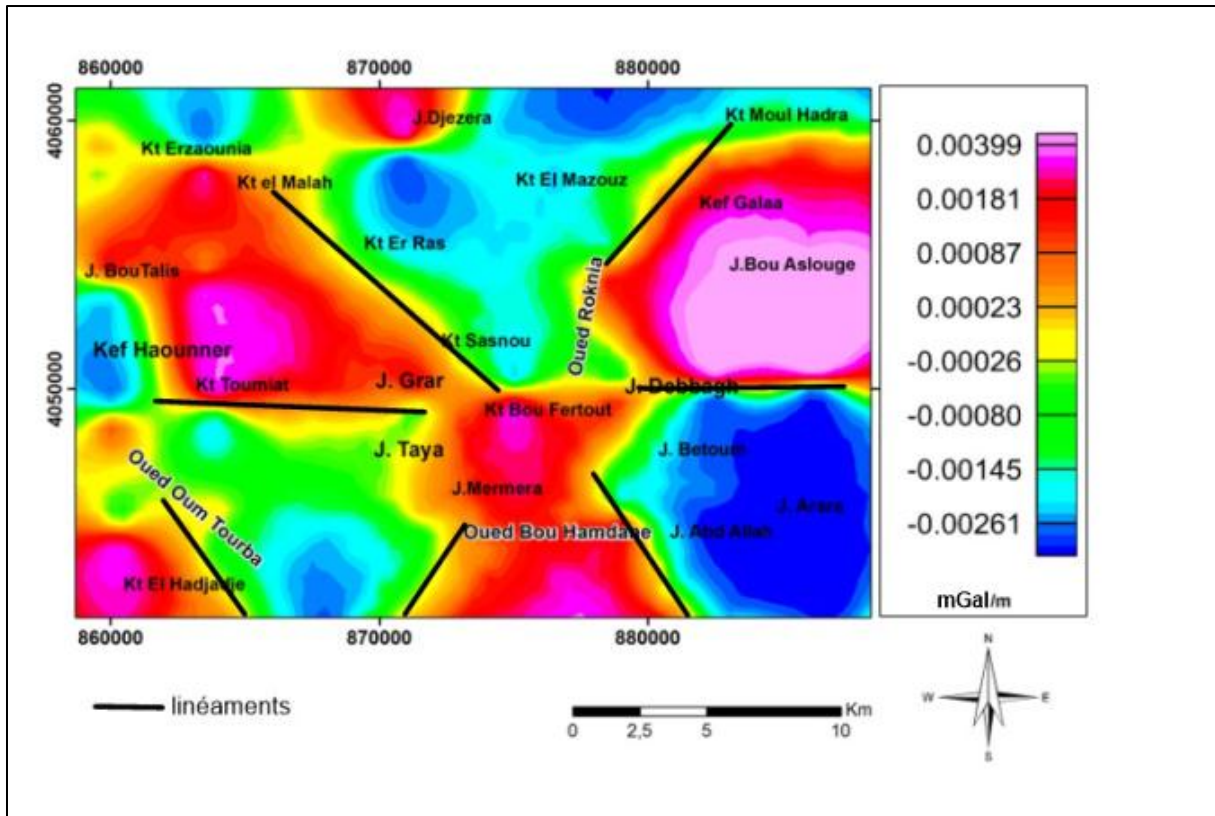 860000 870000 880000
4060000
4050000
J.Djezera
Kt Moul Hadra
Kt Erzaounia
Kt el Malah
Kt El Mazouz
Kef Galaa
Kt Er Ras
J. BouTalis
J.Bou Aslouge
Oued Roknia
Kt Sasnou
Kef Haounner
Kt Toumiat
J. Grar
J. Debbagh
Kt Bou Fertout
J. Taya
J. Betoum
Oued Oum Tourba
J.Mermera
J. Arara
Oued Bou Hamdane
J. Abd Allah
Kt El Hadjadje
860000 870000 880000
0.00399
0.00181
0.00087
0.00023
-0.00026
-0.00080
-0.00145
-0.00261
mGal/m
linéaments
Km
0 2,5 5 10
N
W E
S